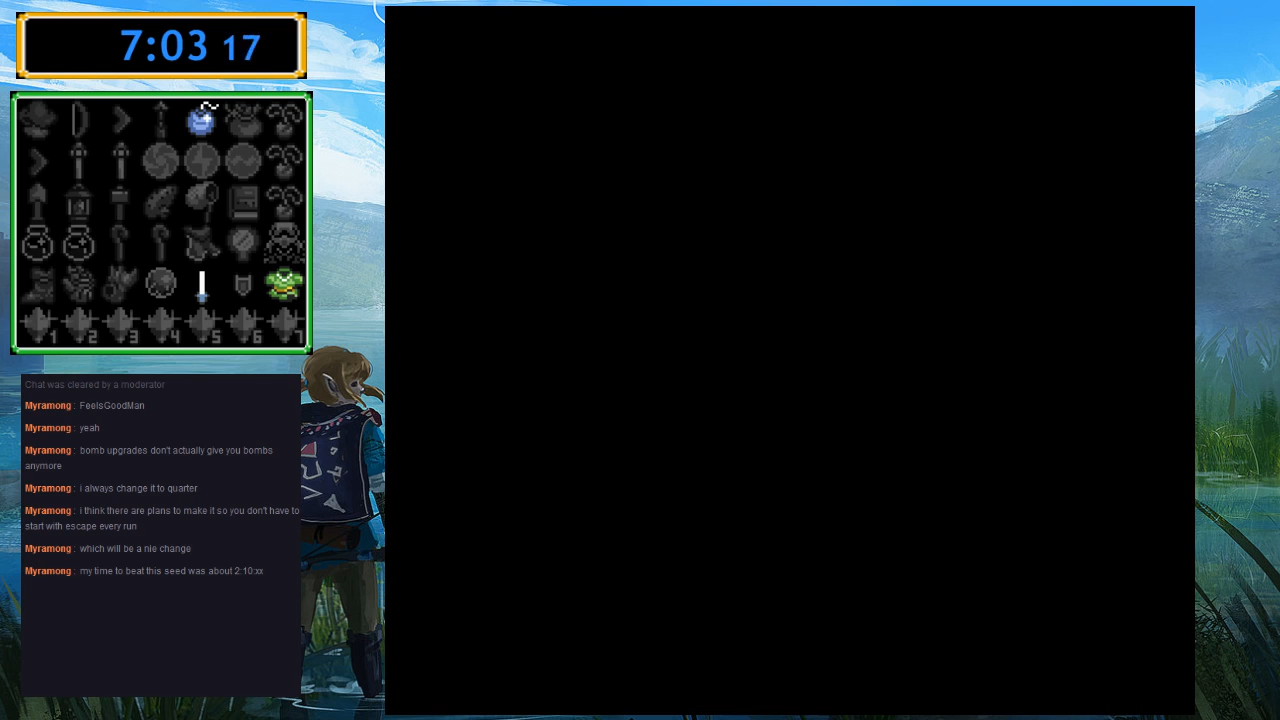 7:03 17
1 2 3 4 5 6 7
Chat was cleared by a moderator
Myramong: FeelsGoodMan
Myramong: yeah
Myramong: bomb upgrades don't actually give you bombs
anymore
Myramong: i always change it to quarter
Myramong: i think there are plans to make it so you don't have to
start with escape every run
Myramong: which will be a nie change
Myramong: my time to beat this seed was about 2:10:xx